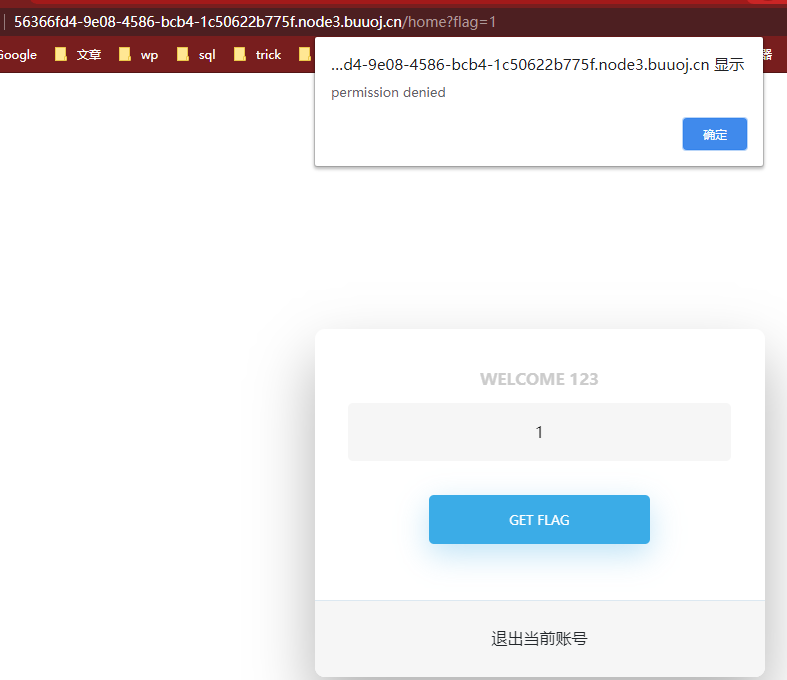 56366fd4-9e08-4586-bcb4-1c50622b775f.node3.buuoj.cn/home?flag=1
文章 wp sql trick
...d4-9e08-4586-bcb4-1c50622b775f.node3.buuoj.cn 显示
permission denied
确定
WELCOME 123
1
GET FLAG
退出当前账号